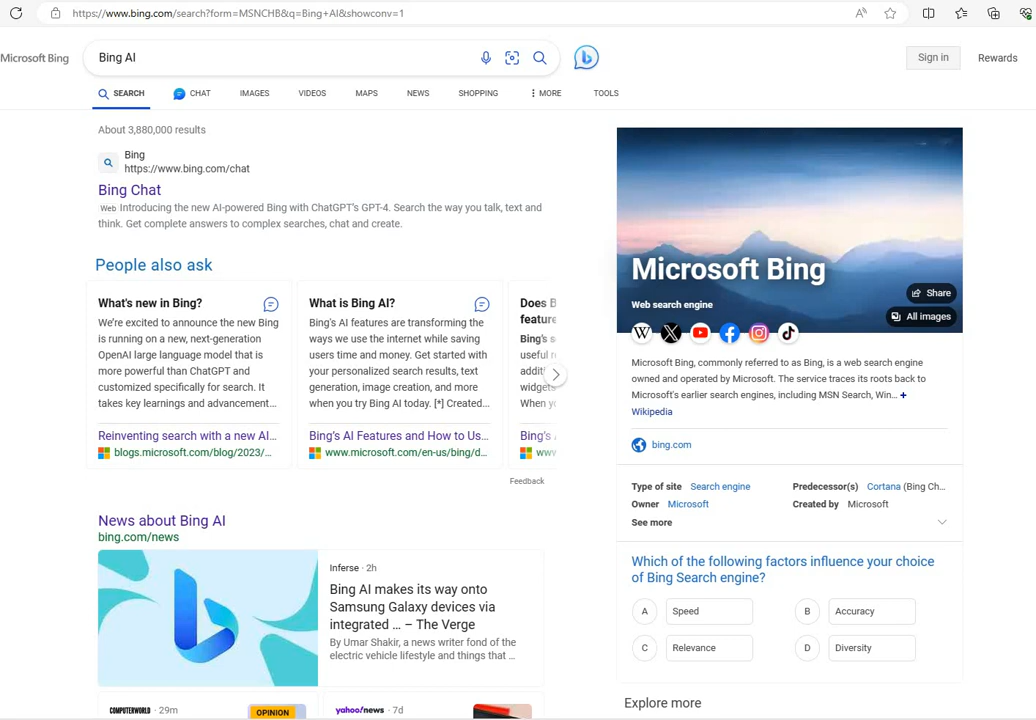 https://www.bing.com/search?form=MSNCHB&q=Bing+AI&showconv=1
Microsoft Bing
Bing AI
Sign in
Rewards
SEARCH
CHAT
IMAGES
VIDEOS
MAPS
NEWS
SHOPPING
MORE
TOOLS
About 3,880,000 results
Bing
https://www.bing.com/chat
Bing Chat
Web Introducing the new AI-powered Bing with ChatGPT's GPT-4. Search the way you talk, text and
think. Get complete answers to complex searches, chat and create.
People also ask
What's new in Bing?
We're excited to announce the new Bing
is running on a new, next-generation
OpenAI large language model that is
more powerful than ChatGPT and
customized specifically for search. It
takes key learnings and advancement…
Reinventing search with a new AI…
blogs.microsoft.com/blog/2023/…
What is Bing AI?
Bing's AI features are transforming the
ways we use the internet while saving
users time and money. Get started with
your personalized search results, text
generation, image creation, and more
when you try Bing AI today. [*] Created…
Bing's AI Features and How to Us…
www.microsoft.com/en-us/bing/d…
Does B
feature
Bing's s
useful r
additi
widgets
When yo
Bing's
www
Feedback
News about Bing AI
bing.com/news
Inferse · 2h
Bing AI makes its way onto
Samsung Galaxy devices via
integrated ... – The Verge
By Umar Shakir, a news writer fond of the
electric vehicle lifestyle and things that …
COMPUTERWORLD · 29m
OPINION
yahoo!news · 7d
Microsoft Bing
Web search engine
Share
All images
Microsoft Bing, commonly referred to as Bing, is a web search engine
owned and operated by Microsoft. The service traces its roots back to
Microsoft's earlier search engines, including MSN Search, Win… +
Wikipedia
bing.com
Type of site Search engine
Predecessor(s) Cortana (Bing Ch…
Owner Microsoft
Created by Microsoft
See more
Which of the following factors influence your choice
of Bing Search engine?
A Speed
B Accuracy
C Relevance
D Diversity
Explore more